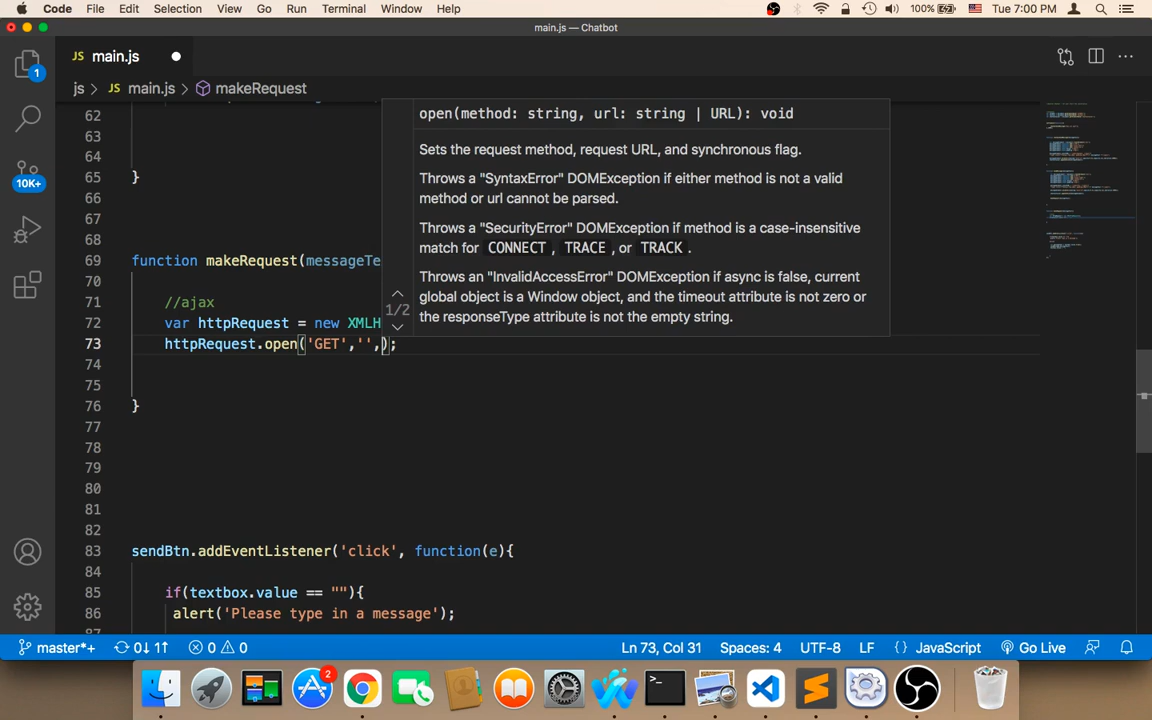 Code File Edit Selection View Go Run Terminal Window Help 100% Tue 7:00 PM
main.js — Chatbot
1
JS main.js
js > JS main.js > makeRequest
62
open(method: string, url: string | URL): void
63
64
Sets the request method, request URL, and synchronous flag.
65 }
Throws a "SyntaxError" DOMException if either method is not a valid
10K+
66
method or url cannot be parsed.
67
Throws a "SecurityError" DOMException if method is a case-insensitive
68
match for CONNECT, TRACE, or TRACK.
69 function makeRequest(messageTe
70
Throws an "InvalidAccessError" DOMException if async is false, current
71 //ajax
global object is a Window object, and the timeout attribute is not zero or
1/2
72 var httpRequest = new XMLH
the responseType attribute is not the empty string.
73 httpRequest.open('GET','',);
74
75
76 }
77
78
79
80
81
82
83 sendBtn.addEventListener('click', function(e){
84
85 if(textbox.value == ""){
86 alert('Please type in a message');
master*+ 0↓ 1↑ 0 0 Ln 73, Col 31 Spaces: 4 UTF-8 LF {} JavaScript Go Live
2